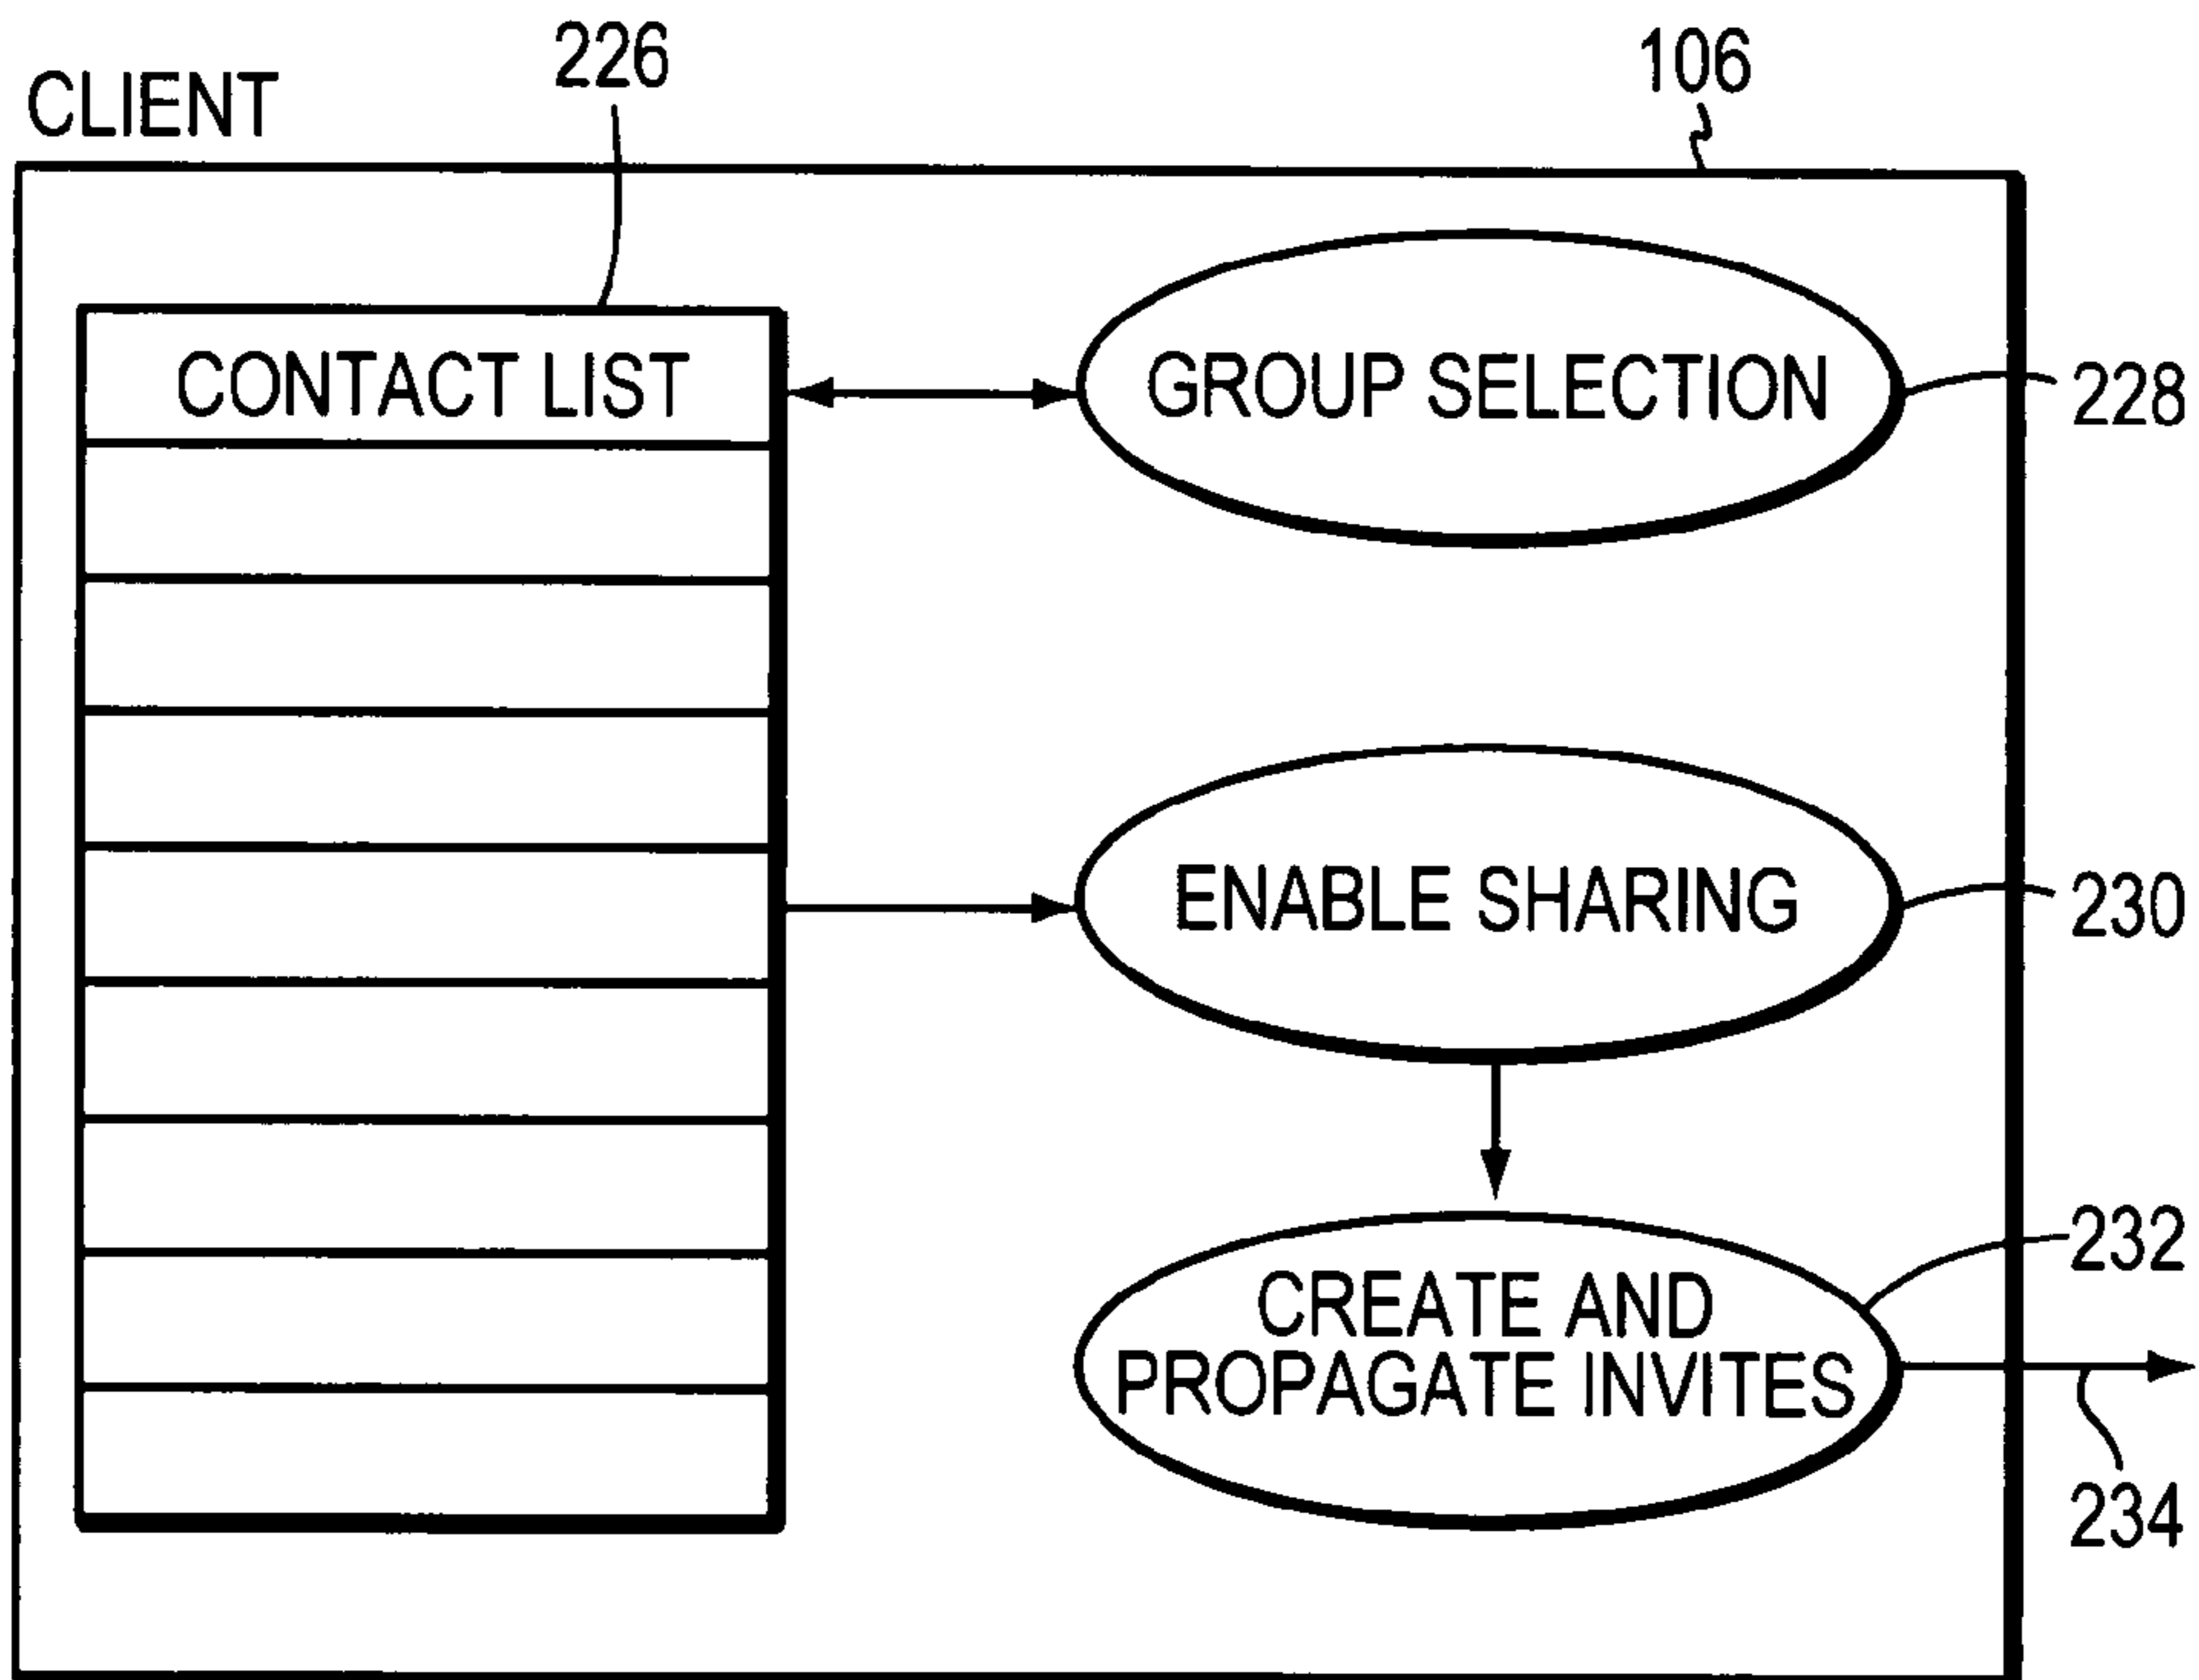 226
106
CLIENT
CONTACT LIST
GROUP SELECTION
228
ENABLE SHARING
230
232
CREATE AND
PROPAGATE INVITES
234